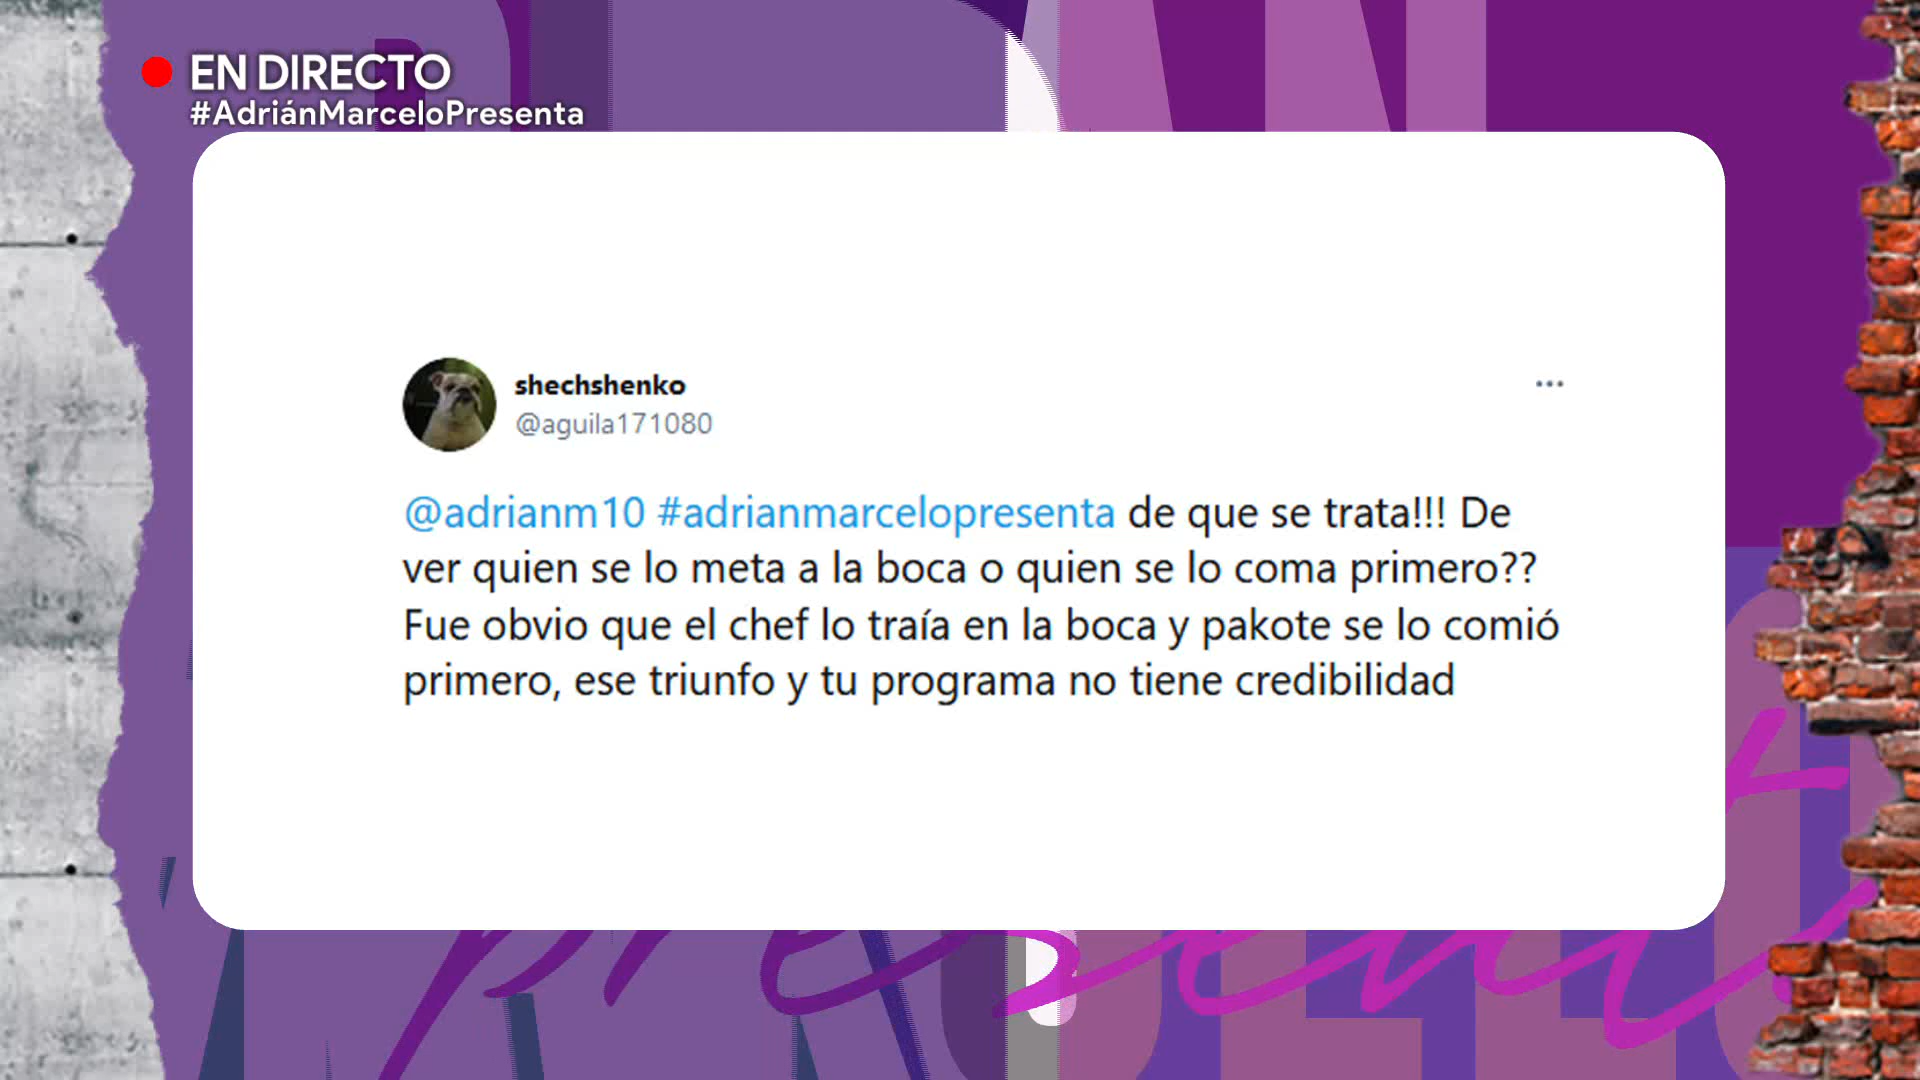 EN DIRECTO
#AdriánMarceloPresenta
shechshenko
@aguila171080
@adrianm10 #adrianmarcelopresenta de que se trata!!! De
ver quien se lo meta a la boca o quien se lo coma primero??
Fue obvio que el chef lo traía en la boca y pakote se lo comió
primero, ese triunfo y tu programa no tiene credibilidad